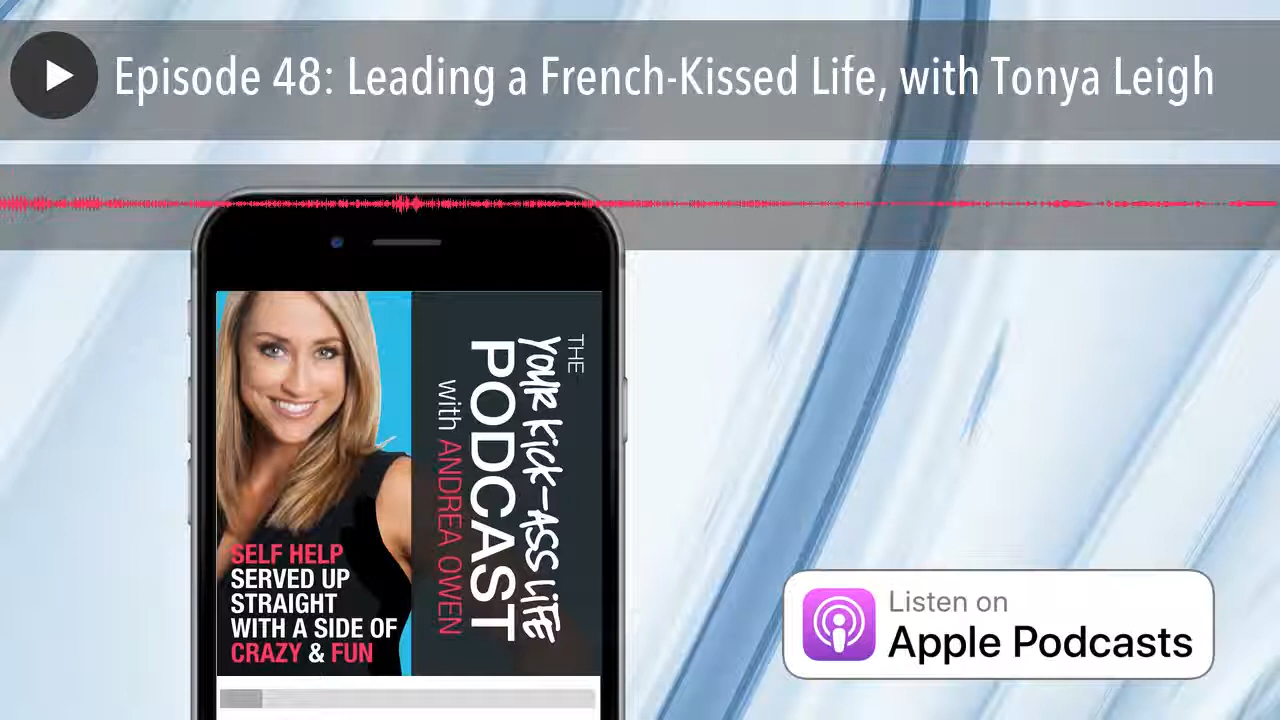 Episode 48: Leading a French-Kissed Life, with Tonya Leigh
SELF HELP
SERVED UP
STRAIGHT
WITH A SIDE OF
CRAZY & FUN
THE
YOUR KICK-ASS LIFE
PODCAST
with ANDREA OWEN
Listen on
Apple Podcasts